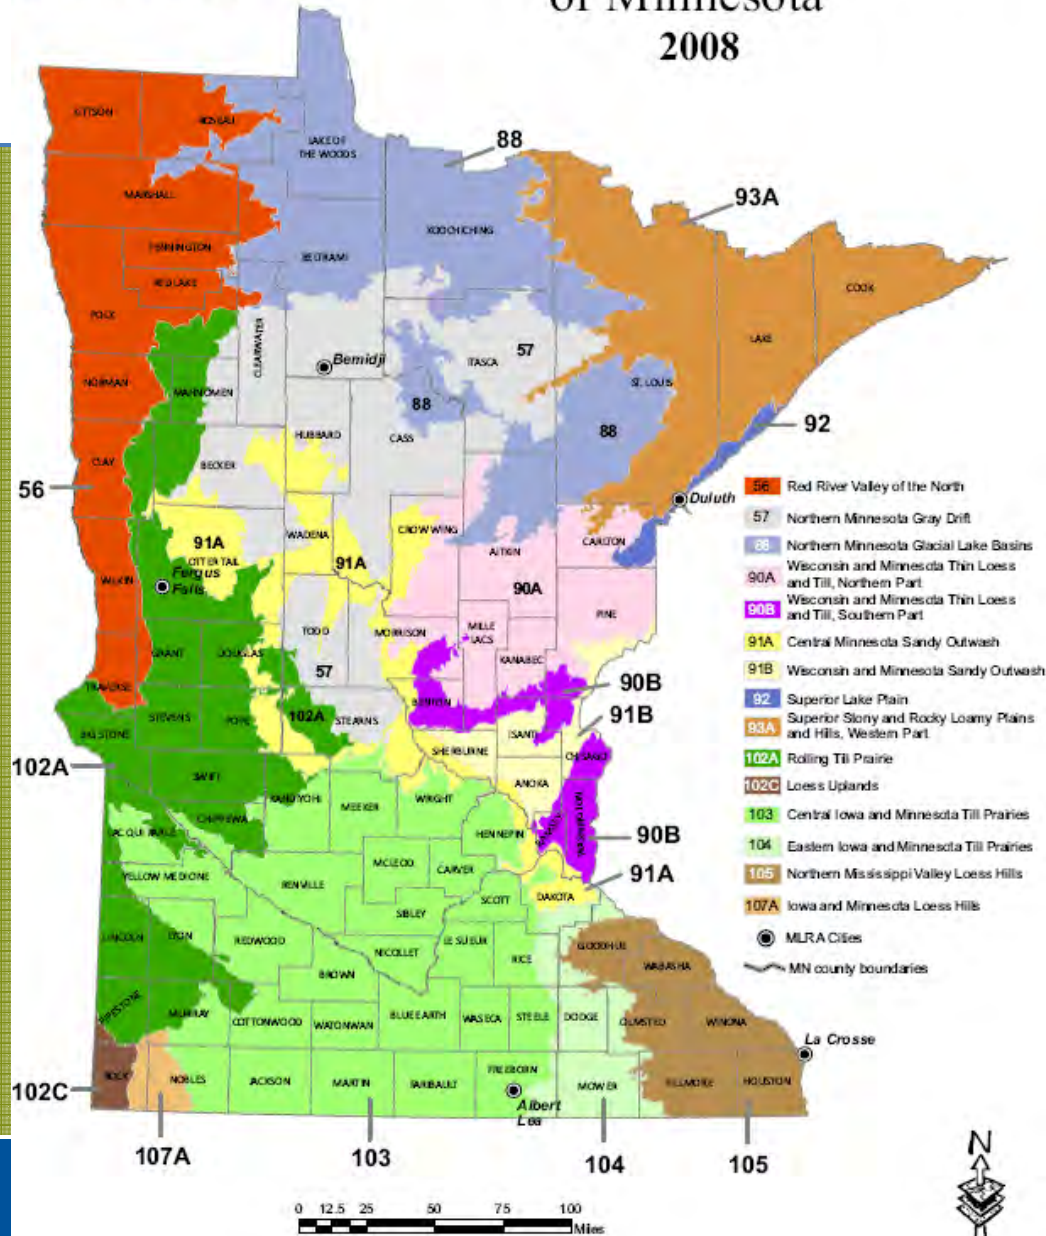 of Minnesota
2008
KITTSON
ROSEAU
LAKE OF
THE WOODS
88
MARSHALL
93A
KOOCHICHING
PENNINGTON
BELTRAMI
RED LAKE
COOK
POLK
CLEARWATER
LAKE
Bemidji
ITASCA
57
NORMAN
MAHNOMEN
ST. LOUIS
88
HUBBARD
CASS
88
92
CLAY
BECKER
56
Duluth
WADENA
CROW WING
91A
OTTER TAIL
91A
AITKIN
CARLTON
Fergus
Falls
WILKIN
90A
PINE
TODD
MORRISON
MILLE
LACS
GRANT
DOUGLAS
57
KANABEC
TRAVERSE
90B
BENTON
STEVENS
POPE
102A
STEARNS
91B
BIG STONE
ISANTI
SHERBURNE
CHISAGO
102A
SWIFT
ANOKA
KANDIYOHI
MEEKER
WRIGHT
CHIPPEWA
WASHINGTON
RAMSEY
LAC QUI PARLE
HENNEPIN
90B
MCLEOD
CARVER
YELLOW MEDICINE
RENVILLE
91A
SCOTT
DAKOTA
SIBLEY
LINCOLN
LYON
REDWOOD
NICOLLET
LE SUEUR
RICE
GOODHUE
WABASHA
BROWN
PIPESTONE
MURRAY
COTTONWOOD
WATONWAN
BLUE EARTH
WASECA
STEELE
DODGE
OLMSTED
WINONA
La Crosse
ROCK
NOBLES
JACKSON
MARTIN
FARIBAULT
FREEBORN
MOWER
FILLMORE
HOUSTON
102C
Albert
Lea
107A
103
104
105
56 Red River Valley of the North
57 Northern Minnesota Gray Drift
88 Northern Minnesota Glacial Lake Basins
90A Wisconsin and Minnesota Thin Loess
and Till, Northern Part
90B Wisconsin and Minnesota Thin Loess
and Till, Southern Part
91A Central Minnesota Sandy Outwash
91B Wisconsin and Minnesota Sandy Outwash
92 Superior Lake Plain
93A Superior Stony and Rocky Loamy Plains
and Hills, Western Part
102A Rolling Till Prairie
102C Loess Uplands
103 Central Iowa and Minnesota Till Prairies
104 Eastern Iowa and Minnesota Till Prairies
105 Northern Mississippi Valley Loess Hills
107A Iowa and Minnesota Loess Hills
MLRA Cities
MN county boundaries
0 12.5 25 50 75 100
Miles
N